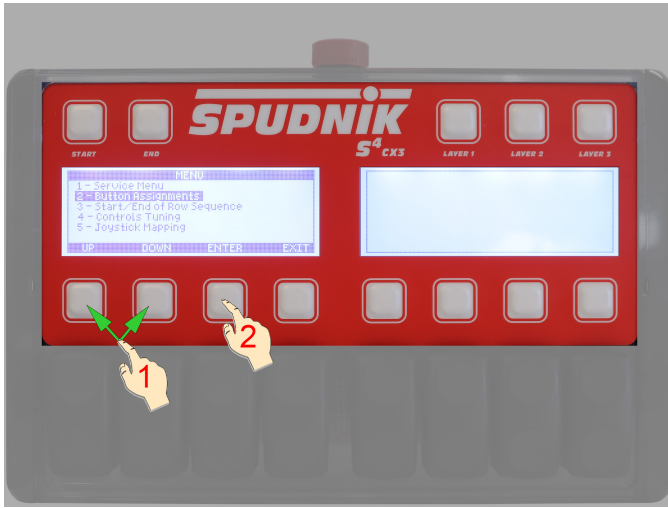 SPUDNIK
S4 CX3
START
END
LAYER 1
LAYER 2
LAYER 3
MENU
1 - Service Menu
2 - Button Assignments
3 - Start/End of Row Sequence
4 - Controls Tuning
5 - Joystick Mapping
UP DOWN ENTER EXIT
1
2